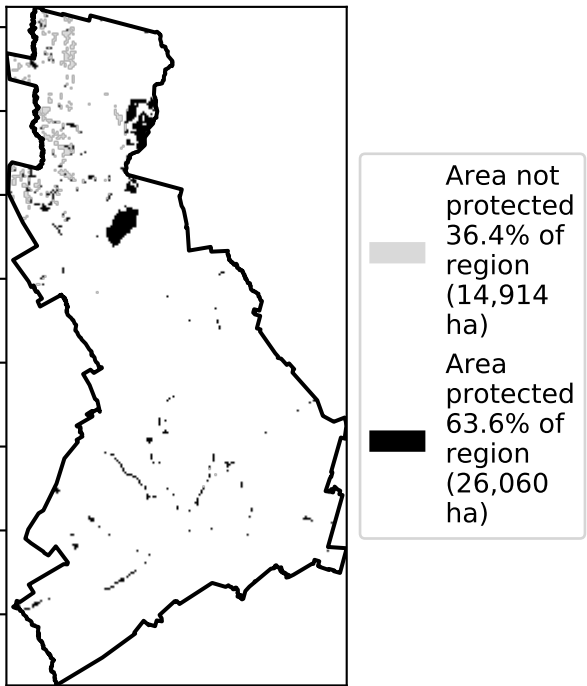 Area not
protected
36.4% of
region
(14,914
ha)
Area
protected
63.6% of
region
(26,060
ha)